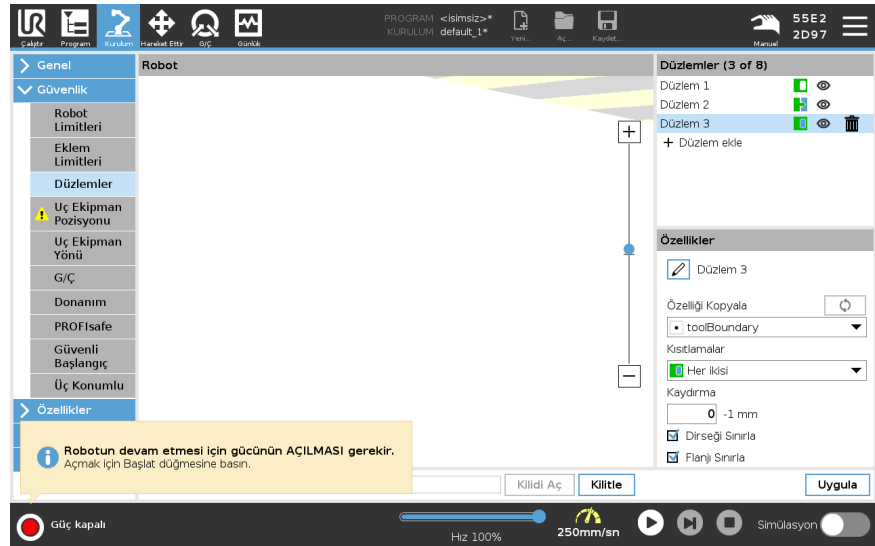 PROGRAM <isimsiz>*
KURULUM default_1*
Çalıştır
Program
Kurulum
Hareket Ettir
G/Ç
Günlük
Yeni...
Aç...
Kaydet...
Manuel
55E2
2D97
Genel
Güvenlik
Robot
Limitleri
Eklem
Limitleri
Düzlemler
Uç Ekipman
Pozisyonu
Uç Ekipman
Yönü
G/Ç
Donanım
PROFIsafe
Güvenli
Başlangıç
Üç Konumlu
Özellikler
Robot
Düzlemler (3 of 8)
Düzlem 1
Düzlem 2
Düzlem 3
+ Düzlem ekle
Özellikler
Düzlem 3
Özelliği Kopyala
toolBoundary
Kısıtlamalar
Her ikisi
Kaydırma
0 -1 mm
Dirseği Sınırla
Flanjı Sınırla
Robotun devam etmesi için gücünün AÇILMASI gerekir.
Açmak için Başlat düğmesine basın.
Kilidi Aç
Kilitle
Uygula
Güç kapalı
Hız 100%
250mm/sn
Simülasyon